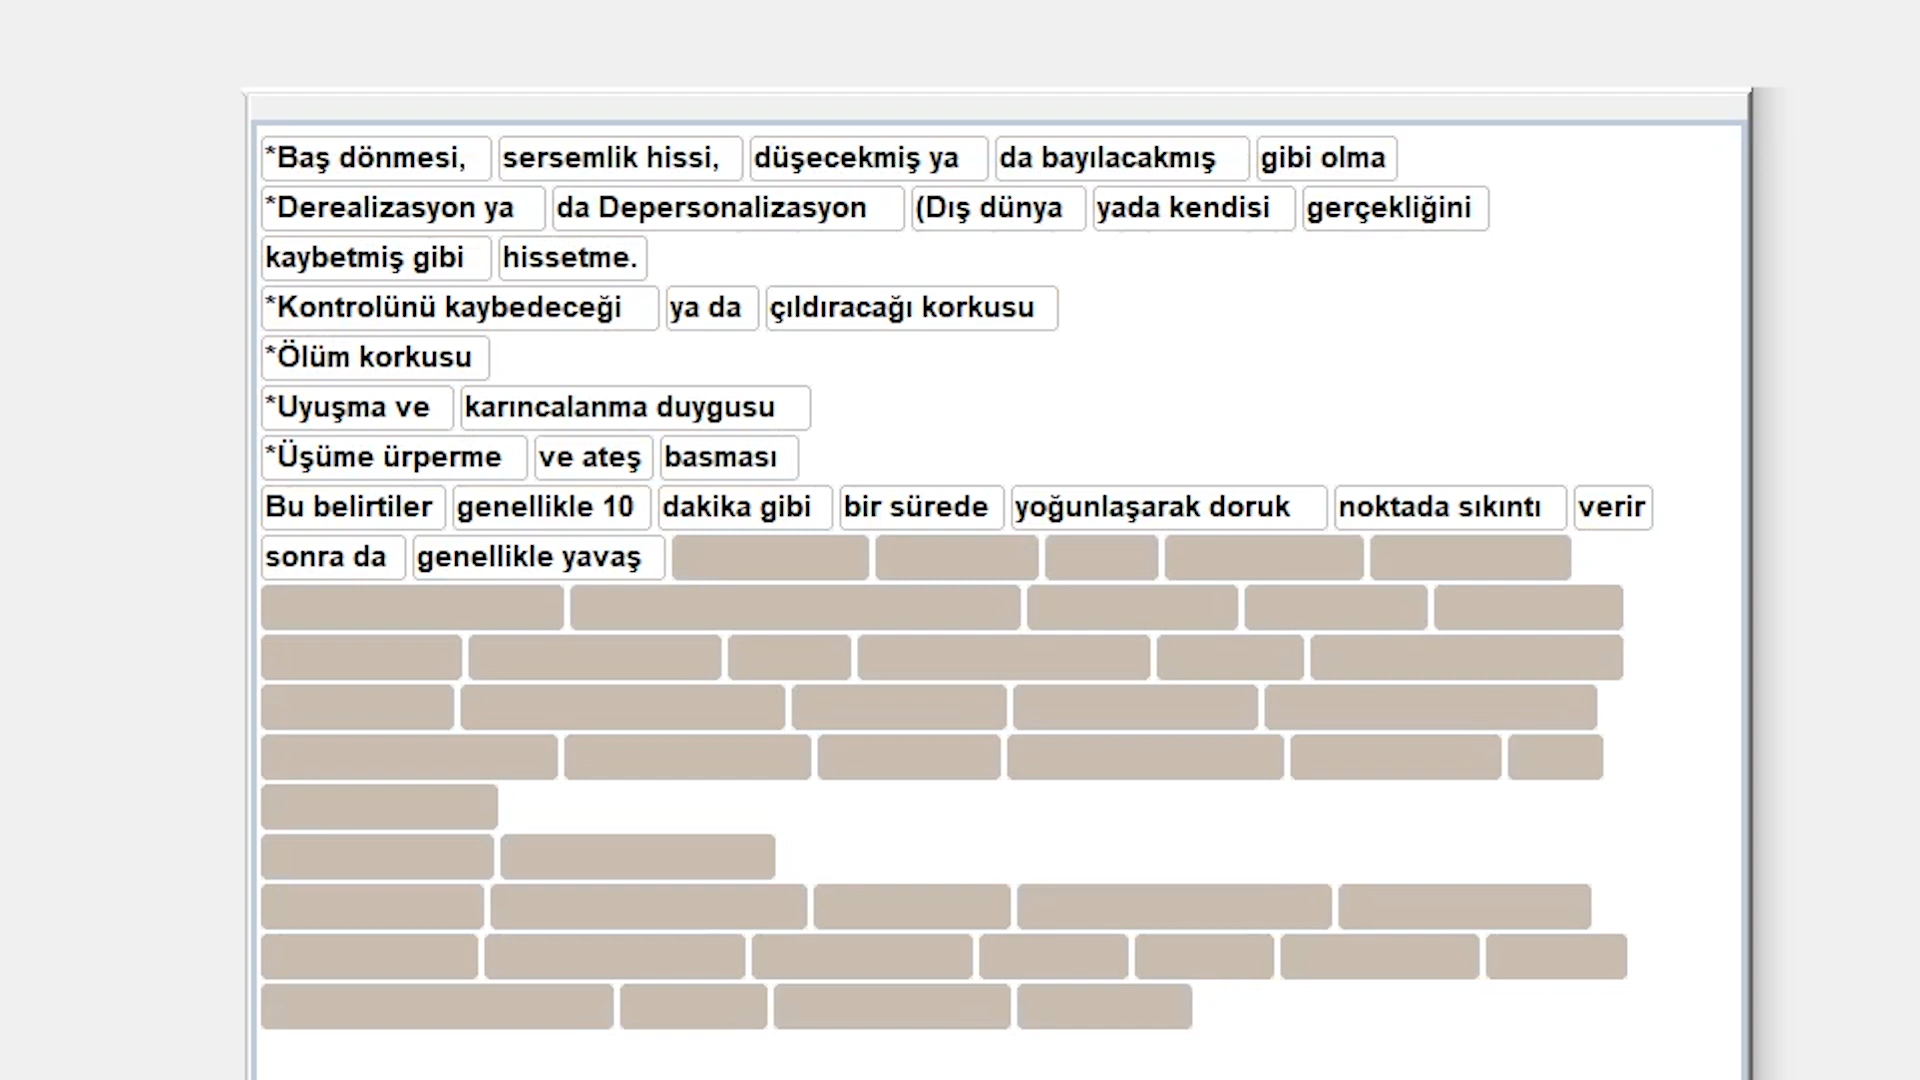 *Baş dönmesi, sersemlik hissi, düşecekmiş ya da bayılacakmış gibi olma
*Derealizasyon ya da Depersonalizasyon (Dış dünya yada kendisi gerçekliğini
kaybetmiş gibi hissetme.
*Kontrolünü kaybedeceği ya da çıldıracağı korkusu
*Ölüm korkusu
*Uyuşma ve karıncalanma duygusu
*Üşüme ürperme ve ateş basması
Bu belirtiler genellikle 10 dakika gibi bir sürede yoğunlaşarak doruk noktada sıkıntı verir
sonra da genellikle yavaş